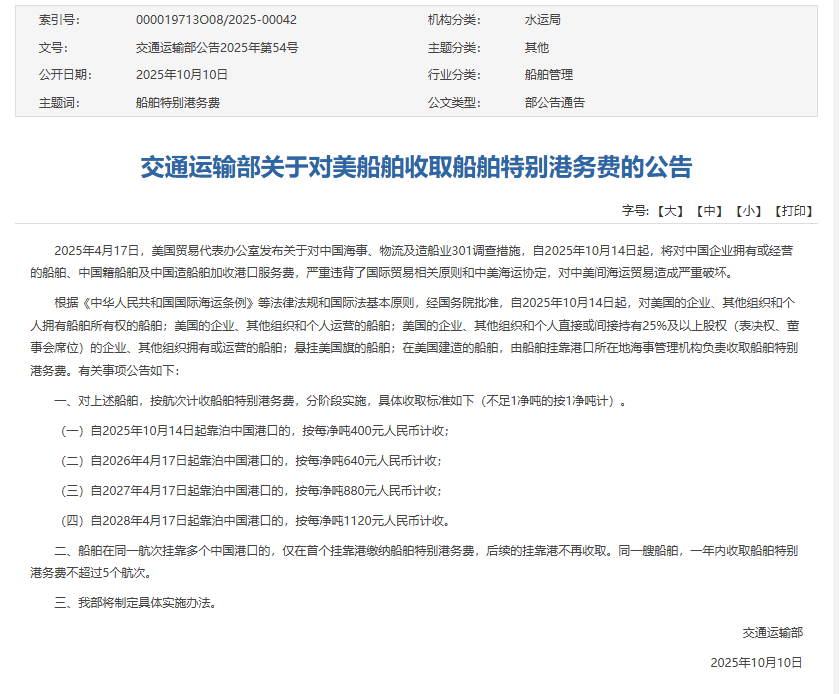 索引号： 000019713O08/2025-00042 机构分类： 水运局
文号： 交通运输部公告2025年第54号 主题分类： 其他
公开日期： 2025年10月10日 行业分类： 船舶管理
主题词： 船舶特别港务费 公文类型： 部公告通告
交通运输部关于对美船舶收取船舶特别港务费的公告
字号:【大】【中】【小】【打印】
2025年4月17日，美国贸易代表办公室发布关于对中国海事、物流及造船业301调查措施，自2025年10月14日起，将对中国企业拥有或经营
的船舶、中国籍船舶及中国造船舶加收港口服务费，严重违背了国际贸易相关原则和中美海运协定，对中美间海运贸易造成严重破坏。
根据《中华人民共和国国际海运条例》等法律法规和国际法基本原则，经国务院批准，自2025年10月14日起，对美国的企业、其他组织和个
人拥有船舶所有权的船舶；美国的企业、其他组织和个人运营的船舶；美国的企业、其他组织和个人直接或间接持有25%及以上股权（表决权、董
事会席位）的企业、其他组织拥有或运营的船舶；悬挂美国旗的船舶；在美国建造的船舶，由船舶挂靠港口所在地海事管理机构负责收取船舶特别
港务费。有关事项公告如下：
一、对上述船舶，按航次计收船舶特别港务费，分阶段实施，具体收取标准如下（不足1净吨的按1净吨计）。
（一）自2025年10月14日起靠泊中国港口的，按每净吨400元人民币计收；
（二）自2026年4月17日起靠泊中国港口的，按每净吨640元人民币计收；
（三）自2027年4月17日起靠泊中国港口的，按每净吨880元人民币计收；
（四）自2028年4月17日起靠泊中国港口的，按每净吨1120元人民币计收。
二、船舶在同一航次挂靠多个中国港口的，仅在首个挂靠港缴纳船舶特别港务费，后续的挂靠港不再收取。同一艘船舶，一年内收取船舶特别
港务费不超过5个航次。
三、我部将制定具体实施办法。
交通运输部
2025年10月10日